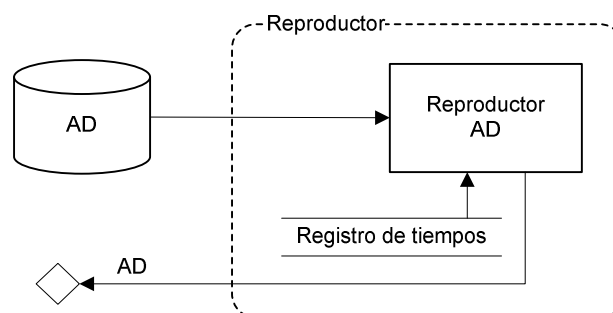 Reproductor
AD
Reproductor
AD
Registro de tiempos
AD